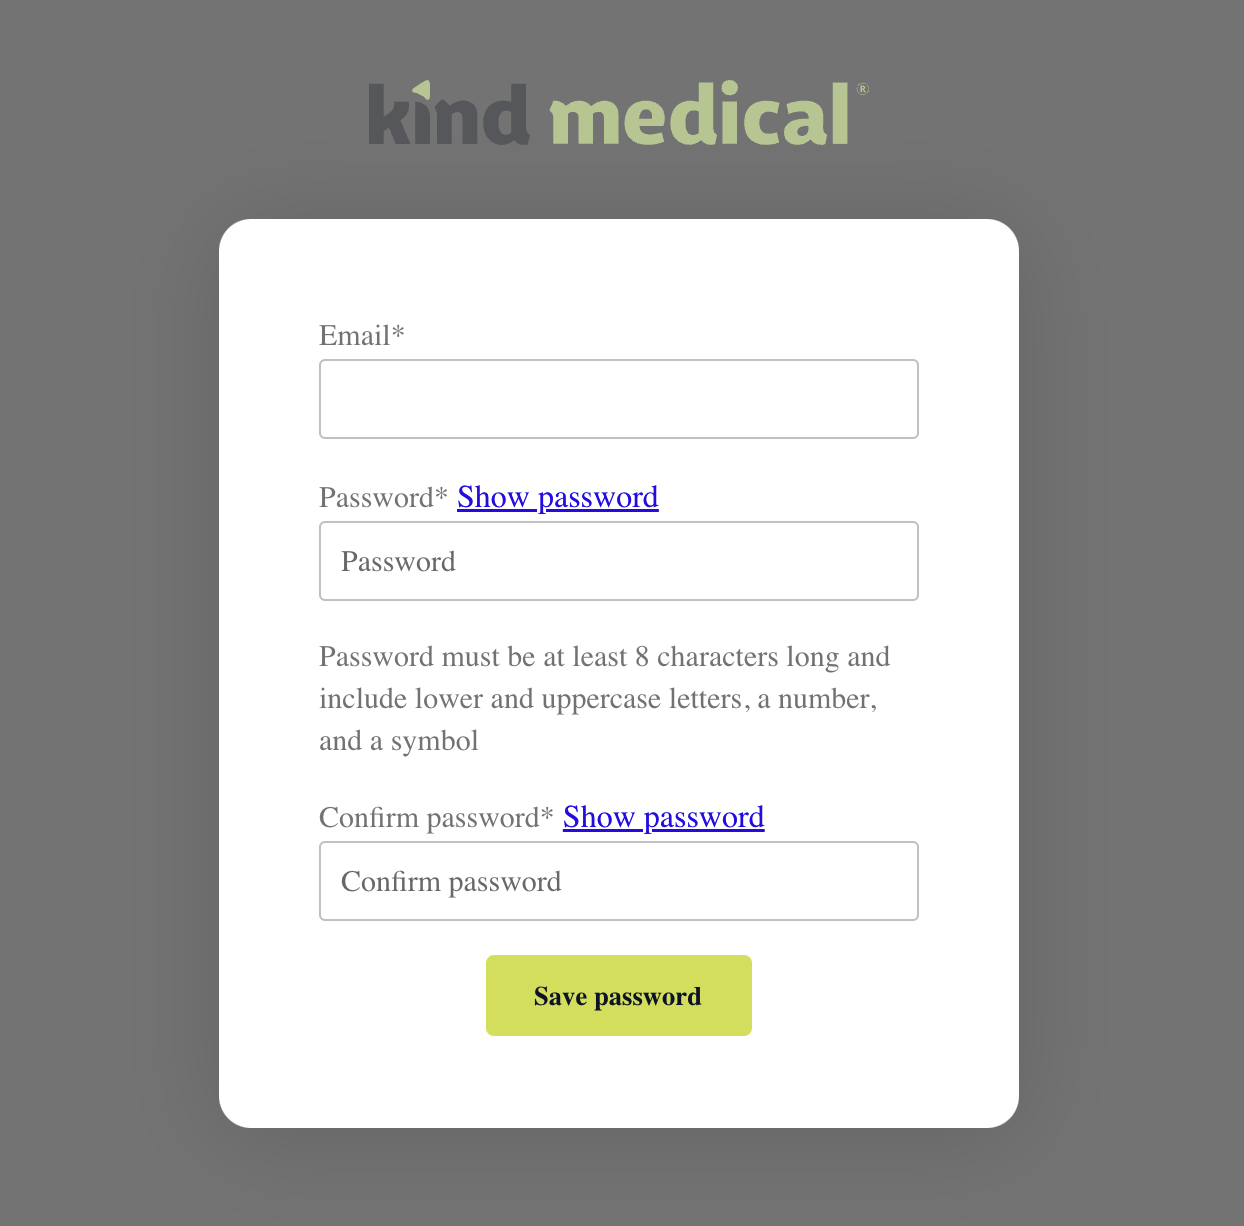 kind medical®
Email*
Password* Show password
Password
Password must be at least 8 characters long and
include lower and uppercase letters, a number,
and a symbol
Confirm password* Show password
Confirm password
Save password